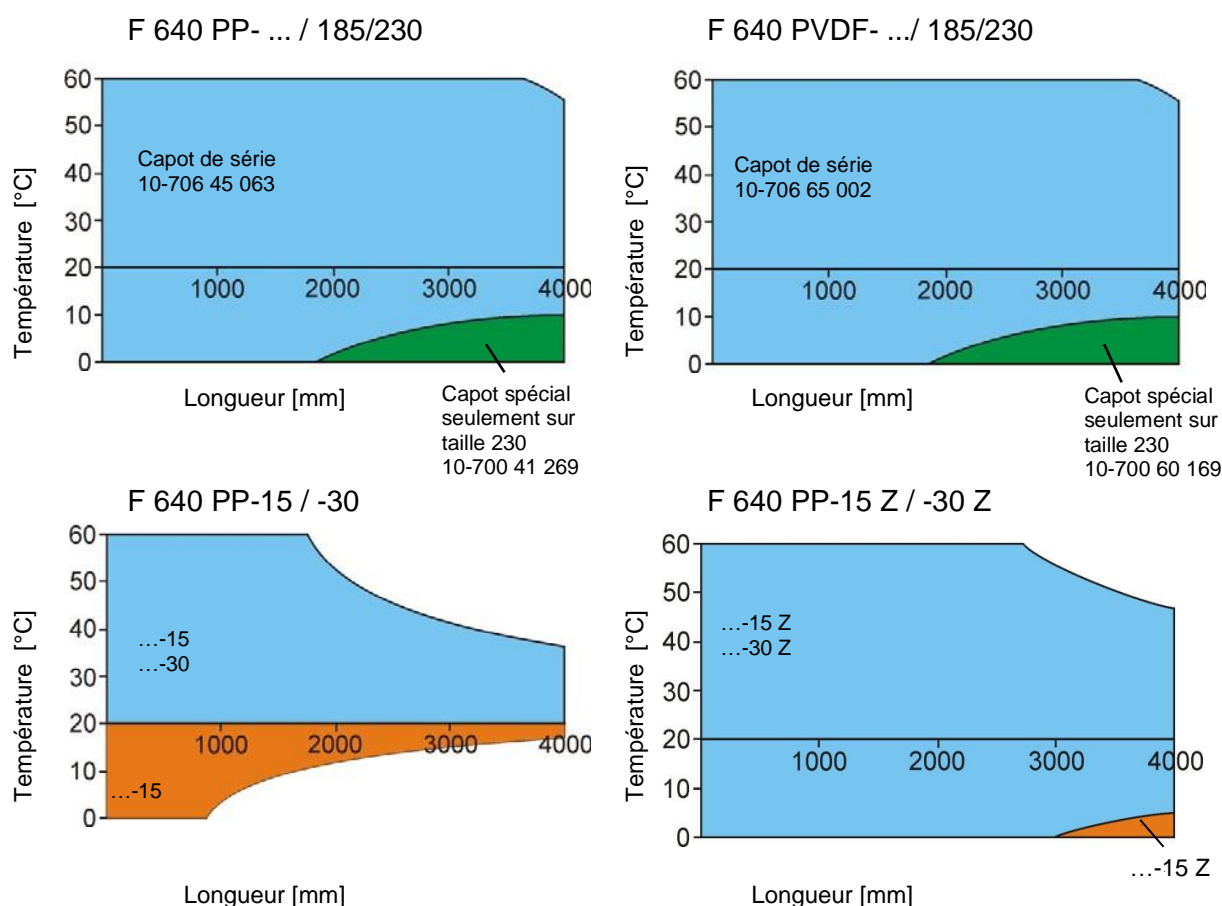 F 640 PP- ... / 185/230
60
50
40
30
20
10
0
Température [°C]
Capot de série
10-706 45 063
1000
2000
3000
4000
Longueur [mm]
Capot spécial
seulement sur
taille 230
10-700 41 269
F 640 PVDF- .../ 185/230
60
50
40
30
20
10
0
Température [°C]
Capot de série
10-706 65 002
1000
2000
3000
4000
Longueur [mm]
Capot spécial
seulement sur
taille 230
10-700 60 169
F 640 PP-15 / -30
60
50
40
30
20
10
0
Température [°C]
…-15
…-30
1000
2000
3000
4000
…-15
Longueur [mm]
F 640 PP-15 Z / -30 Z
60
50
40
30
20
10
0
Température [°C]
…-15 Z
…-30 Z
1000
2000
3000
4000
…-15 Z
Longueur [mm]